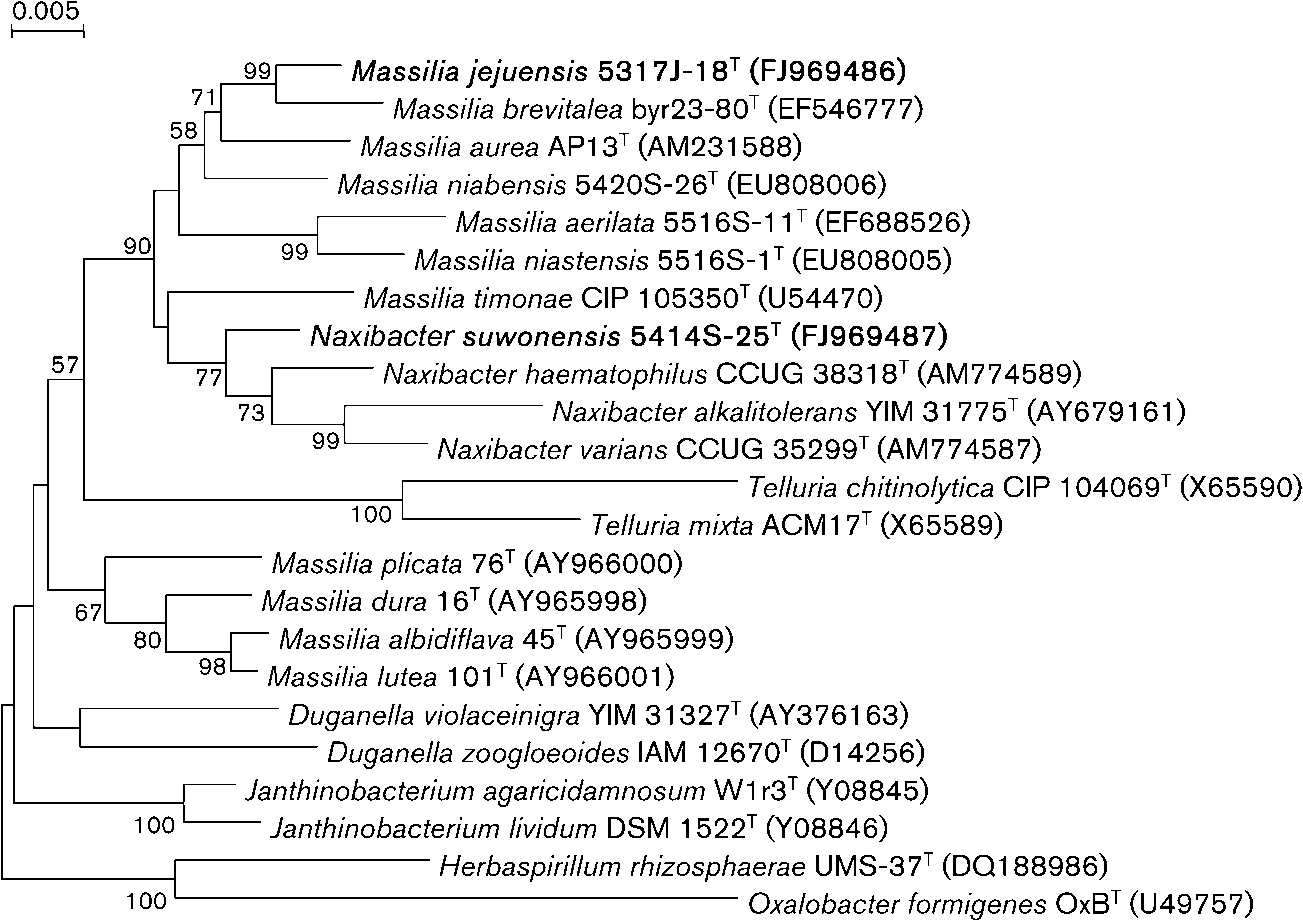 0.005
99
Massilia jejuensis 5317J-18ᵀ (FJ969486)
71
Massilia brevitalea byr23-80ᵀ (EF546777)
58
Massilia aurea AP13ᵀ (AM231588)
Massilia niabensis 5420S-26ᵀ (EU808006)
Massilia aerilata 5516S-11ᵀ (EF688526)
90
99
Massilia niastensis 5516S-1ᵀ (EU808005)
Massilia timonae CIP 105350ᵀ (U54470)
Naxibacter suwonensis 5414S-25ᵀ (FJ969487)
57
77
Naxibacter haematophilus CCUG 38318ᵀ (AM774589)
73
Naxibacter alkalitolerans YIM 31775ᵀ (AY679161)
99
Naxibacter varians CCUG 35299ᵀ (AM774587)
Telluria chitinolytica CIP 104069ᵀ (X65590)
100
Telluria mixta ACM17ᵀ (X65589)
Massilia plicata 76ᵀ (AY966000)
67
Massilia dura 16ᵀ (AY965998)
80
Massilia albidiflava 45ᵀ (AY965999)
98
Massilia lutea 101ᵀ (AY966001)
Duganella violaceinigra YIM 31327ᵀ (AY376163)
Duganella zoogloeoides IAM 12670ᵀ (D14256)
Janthinobacterium agaricidamnosum W1r3ᵀ (Y08845)
100
Janthinobacterium lividum DSM 1522ᵀ (Y08846)
Herbaspirillum rhizosphaerae UMS-37ᵀ (DQ188986)
100
Oxalobacter formigenes OxBᵀ (U49757)